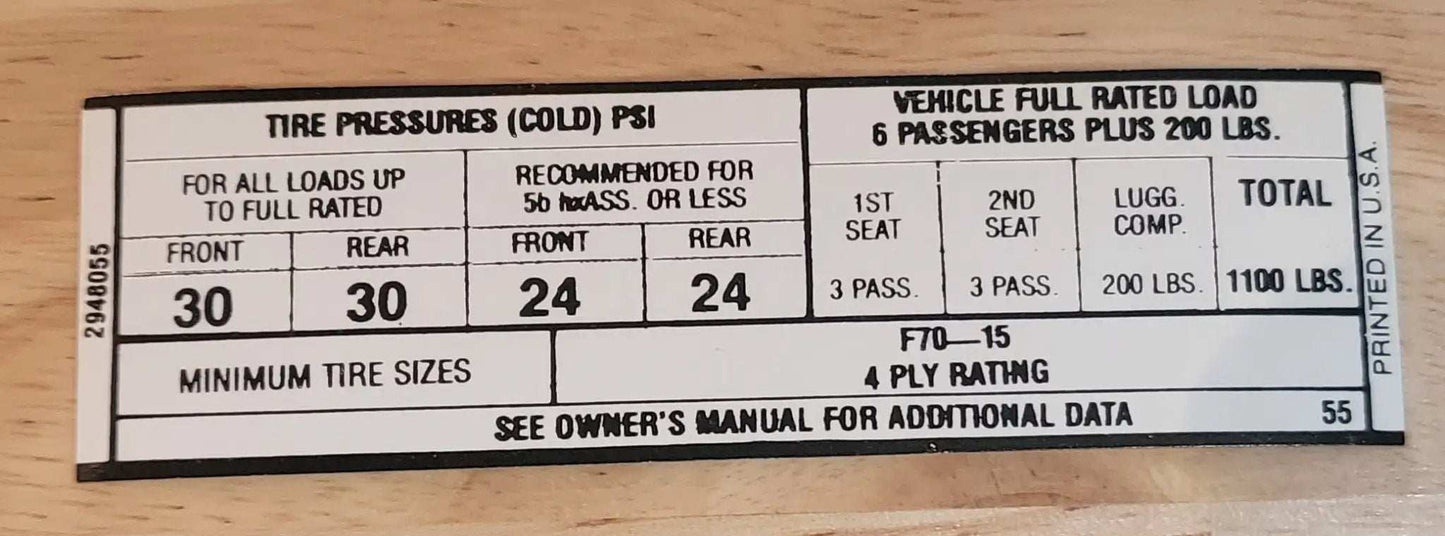 TIRE PRESSURES (COLD) PSI
FOR ALL LOADS UP
TO FULL RATED
RECOMMENDED FOR
ASS. OR LESS
FRONT
REAR
FRONT
REAR
30
30
24
24
VEHICLE FULL RATED LOAD
6 PASSENGERS PLUS 200 LBS.
1ST
SEAT
3 PASS.
2ND
SEAT
3 PASS.
LUGG.
COMP.
200 LBS.
TOTAL
1100 LBS.
MINIMUM TIRE SIZES
F70—15
4 PLY RATING
SEE OWNER'S MANUAL FOR ADDITIONAL DATA
55
2948055
PRINTED IN U.S.A.